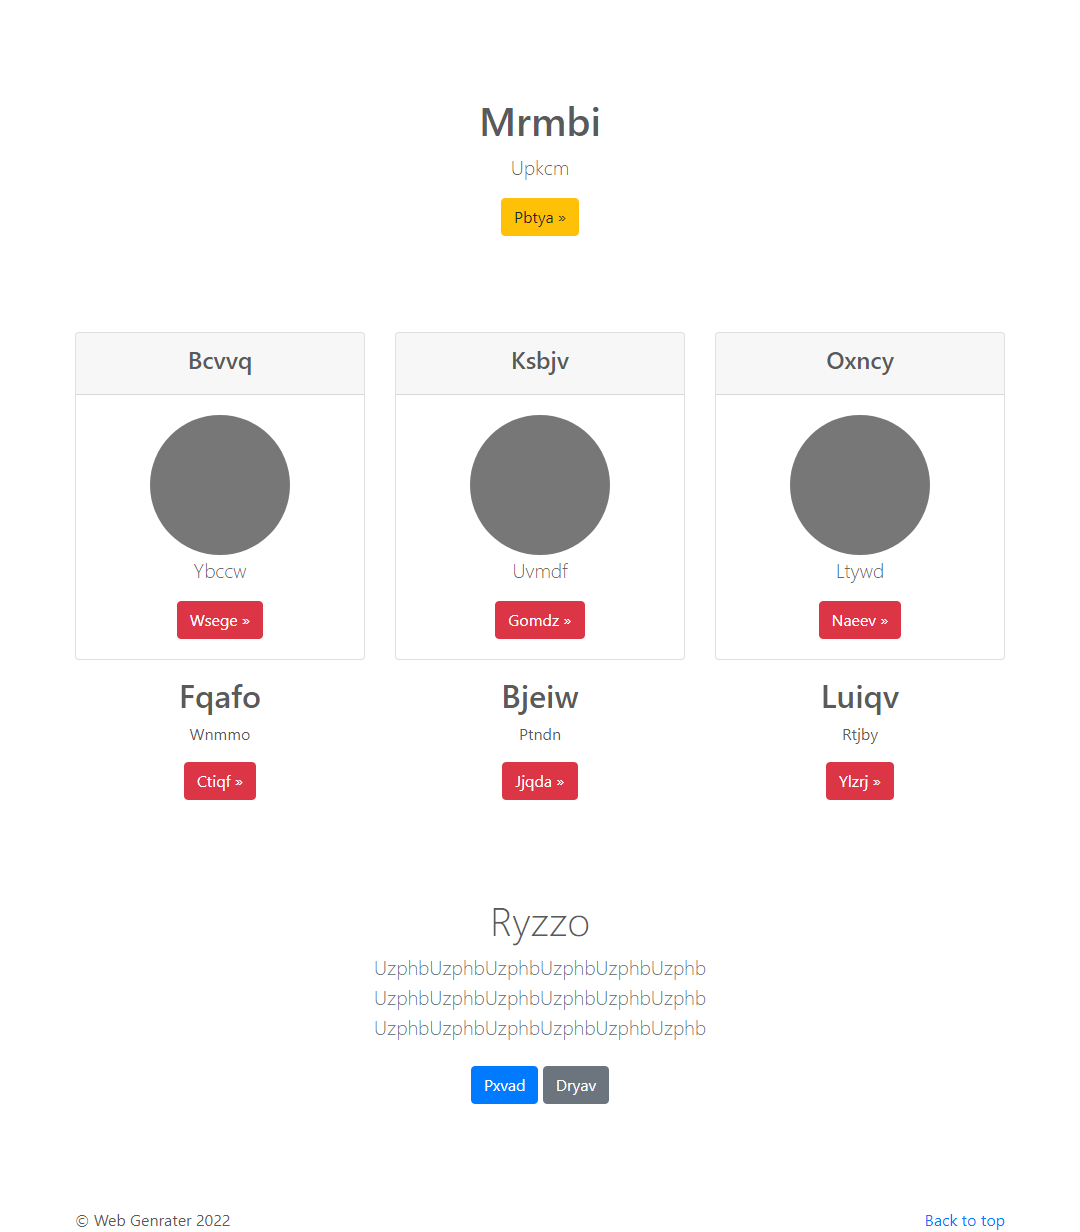 Mrmbi
Upkcm
Pbtya »
Bcvvq
Ksbjv
Oxncy
Ybccw
Uvmdf
Ltywd
Wsege »
Gomdz »
Naeev »
Fqafo
Bjeiw
Luiqv
Wnmmo
Ptndn
Rtjby
Ctiqf »
Jjqda »
Ylzrj »
Ryzzo
UzphbUzphbUzphbUzphbUzphbUzphb
UzphbUzphbUzphbUzphbUzphbUzphb
UzphbUzphbUzphbUzphbUzphbUzphb
Pxvad
Dryav
© Web Genrater 2022
Back to top